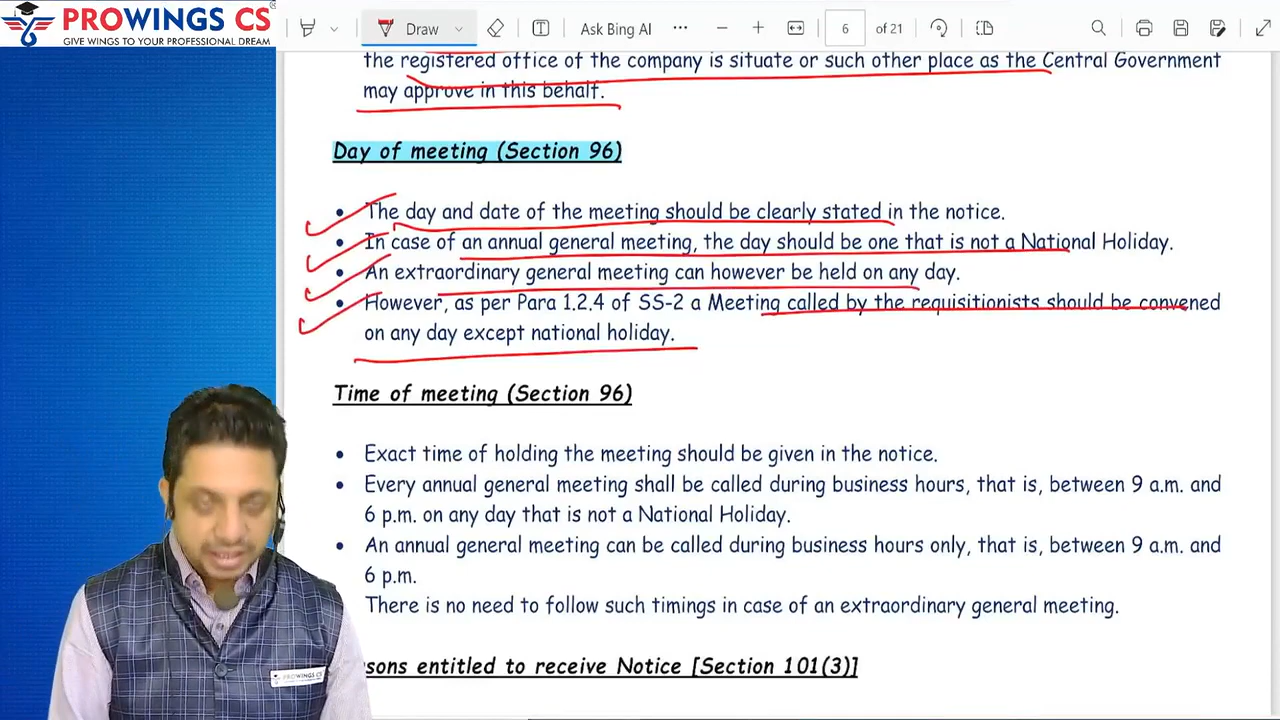 PROWINGS CS
GIVE WINGS TO YOUR PROFESSIONAL DREAM
Draw
Ask Bing AI
6 of 21
the registered office of the company is situate or such other place as the Central Government
may approve in this behalf.
Day of meeting (Section 96)
• The day and date of the meeting should be clearly stated in the notice.
• In case of an annual general meeting, the day should be one that is not a National Holiday.
• An extraordinary general meeting can however be held on any day.
• However, as per Para 1.2.4 of SS-2 a Meeting called by the requisitionists should be convened
on any day except national holiday.
Time of meeting (Section 96)
• Exact time of holding the meeting should be given in the notice.
• Every annual general meeting shall be called during business hours, that is, between 9 a.m. and
6 p.m. on any day that is not a National Holiday.
• An annual general meeting can be called during business hours only, that is, between 9 a.m. and
6 p.m.
There is no need to follow such timings in case of an extraordinary general meeting.
sons entitled to receive Notice [Section 101(3)]
PROWINGS CS